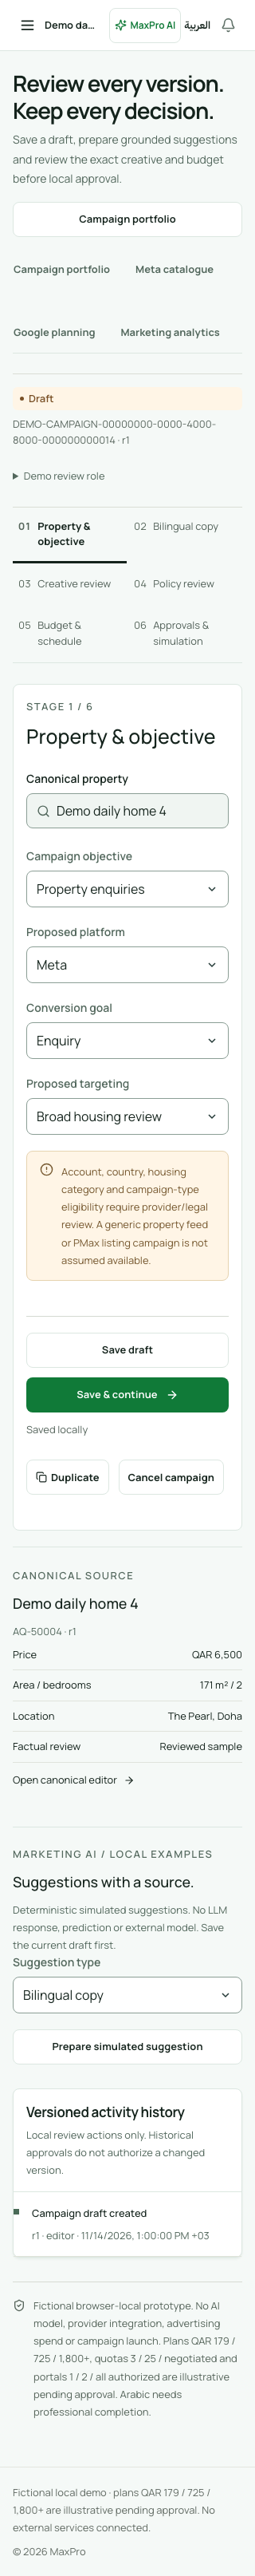 Demo da...
MaxPro AI
العربية
Review every version.
Keep every decision.
Save a draft, prepare grounded suggestions
and review the exact creative and budget
before local approval.
Campaign portfolio
Campaign portfolio
Meta catalogue
Google planning
Marketing analytics
Draft
DEMO-CAMPAIGN-00000000-0000-4000-
8000-000000000014 · r1
Demo review role
01 Property &
objective
02 Bilingual copy
03 Creative review
04 Policy review
05 Budget &
schedule
06 Approvals &
simulation
STAGE 1 / 6
Property & objective
Canonical property
Demo daily home 4
Campaign objective
Property enquiries
Proposed platform
Meta
Conversion goal
Enquiry
Proposed targeting
Broad housing review
Account, country, housing
category and campaign-type
eligibility require provider/legal
review. A generic property feed
or PMax listing campaign is not
assumed available.
Save draft
Save & continue
Saved locally
Duplicate
Cancel campaign
CANONICAL SOURCE
Demo daily home 4
AQ-50004 · r1
Price QAR 6,500
Area / bedrooms 171 m² / 2
Location The Pearl, Doha
Factual review Reviewed sample
Open canonical editor
MARKETING AI / LOCAL EXAMPLES
Suggestions with a source.
Deterministic simulated suggestions. No LLM
response, prediction or external model. Save
the current draft first.
Suggestion type
Bilingual copy
Prepare simulated suggestion
Versioned activity history
Local review actions only. Historical
approvals do not authorize a changed
version.
Campaign draft created
r1 · editor · 11/14/2026, 1:00:00 PM +03
Fictional browser-local prototype. No AI
model, provider integration, advertising
spend or campaign launch. Plans QAR 179 /
725 / 1,800+, quotas 3 / 25 / negotiated and
portals 1 / 2 / all authorized are illustrative
pending approval. Arabic needs
professional completion.
Fictional local demo · plans QAR 179 / 725 /
1,800+ are illustrative pending approval. No
external services connected.
© 2026 MaxPro